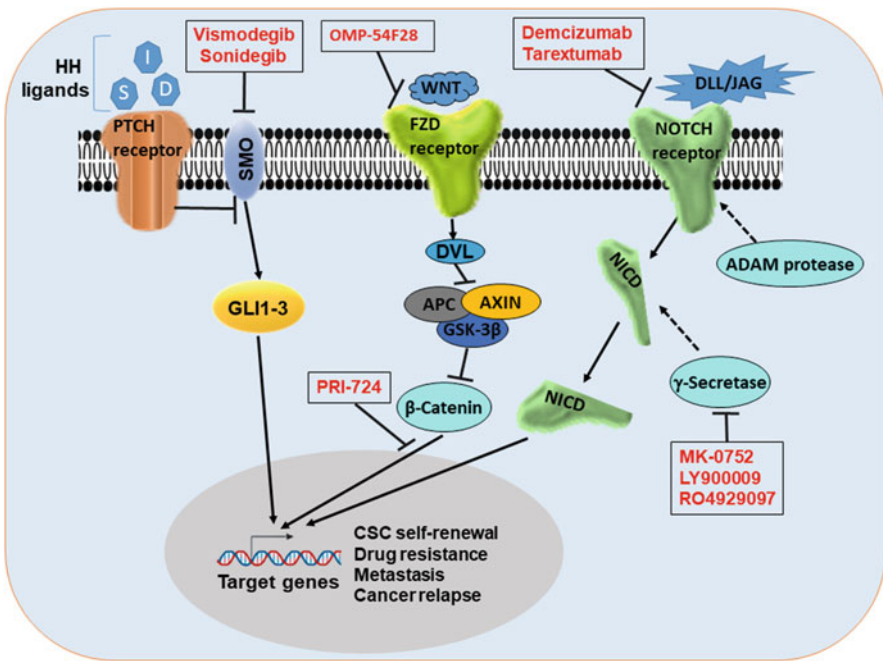 HH
ligands
I
S
D
Vismodegib
Sonidegib
OMP-54F28
Demcizumab
Tarextumab
WNT
DLL/JAG
PTCH
receptor
SMO
FZD
receptor
NOTCH
receptor
DVL
NICD
ADAM protease
GLI1-3
APC
AXIN
GSK-3β
PRI-724
β-Catenin
NICD
γ-Secretase
MK-0752
LY900009
RO4929097
CSC self-renewal
Drug resistance
Metastasis
Cancer relapse
Target genes